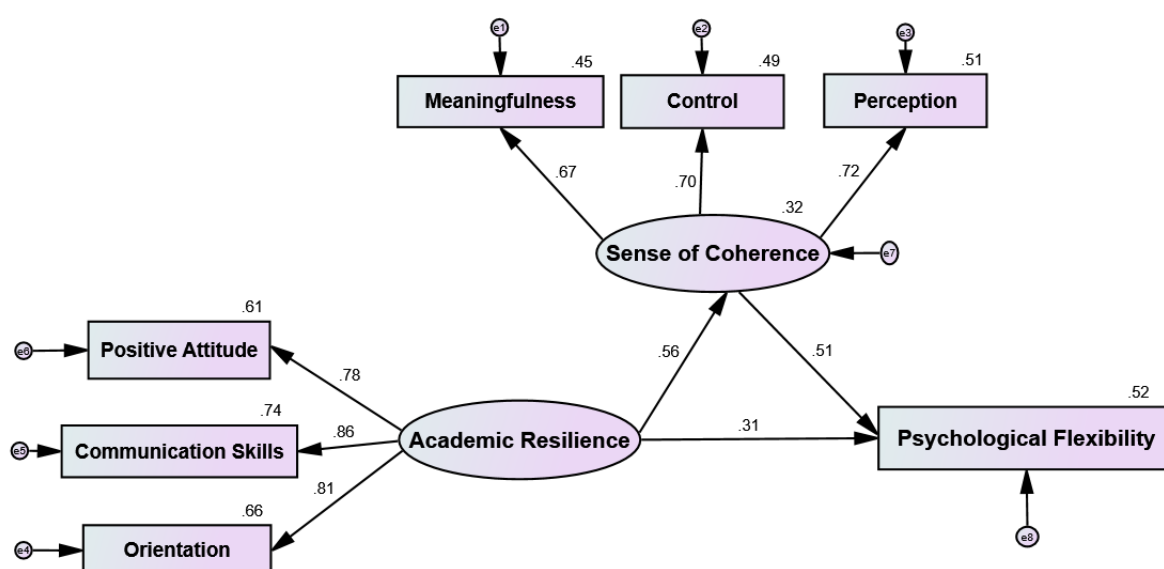 e1
e2
e3
.45
.49
.51
Meaningfulness
Control
Perception
.67
.70
.72
.32
Sense of Coherence
e7
.61
e6
Positive Attitude
.78
.56
.51
.74
.86
e5
Communication Skills
Academic Resilience
.31
.52
Psychological Flexibility
.81
.66
e4
Orientation
e8